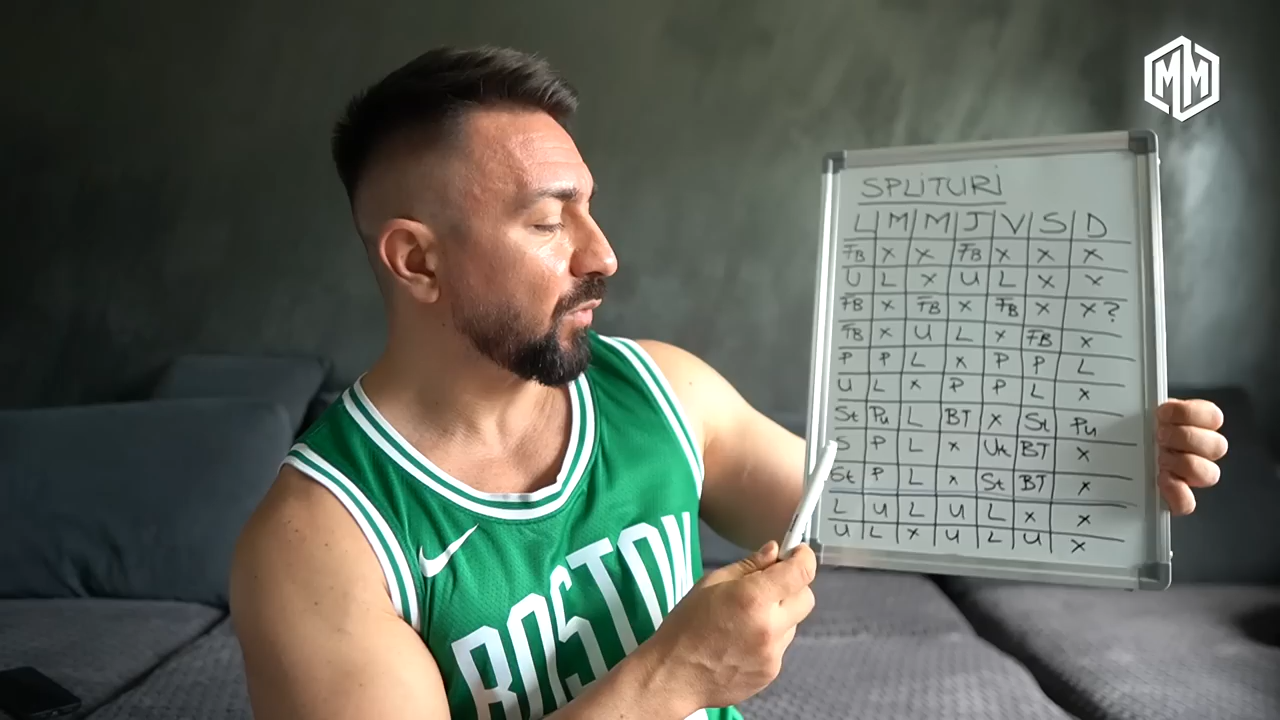 MM
SPLITURI
L M M J V S D
FB X X FB X X X
U L X U L X X
FB X FB X FB X X?
FB X U L X FB X
P P L X P P L
U L X P P L X
St Pu L BT X St Pu
S P L X BT X
St P L X St BT X
L U L U L X X
U L X U L U X
BOSTON